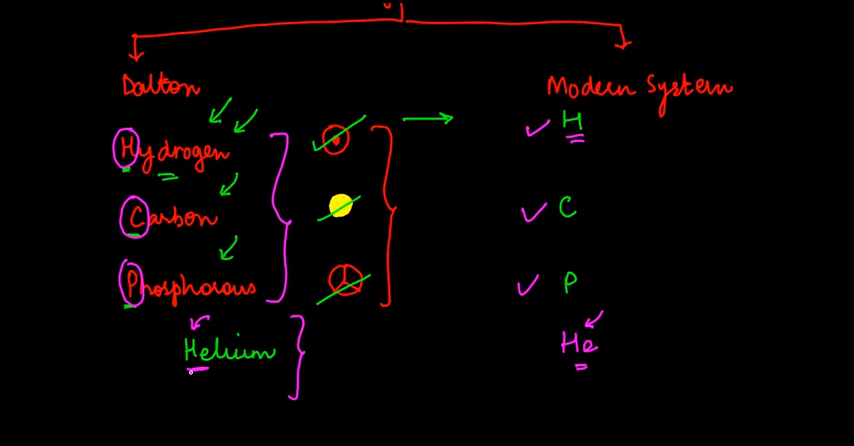 Dalton Modern System
Hydrogen H
Carbon C
Phosphorous P
Helium He